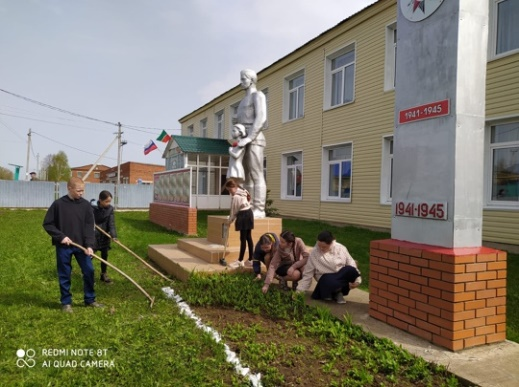 1941-1945
1941-1945
REDMI NOTE 8T
AI QUAD CAMERA